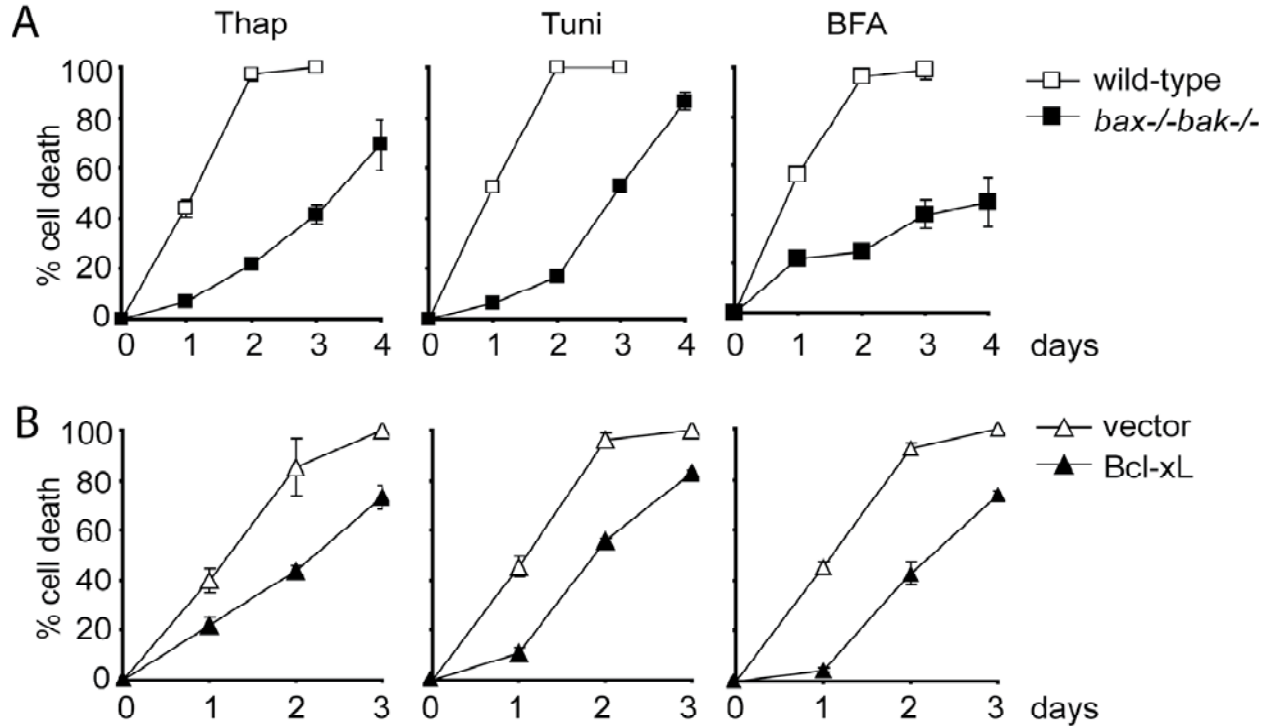 A
Thap Tuni BFA
% cell death
100
80
60
40
20
0
0 1 2 3 4
0 1 2 3 4
0 1 2 3 4 days
wild-type
bax-/-bak-/-
B
% cell death
100
80
60
40
20
0
0 1 2 3
0 1 2 3
0 1 2 3 days
vector
Bcl-xL